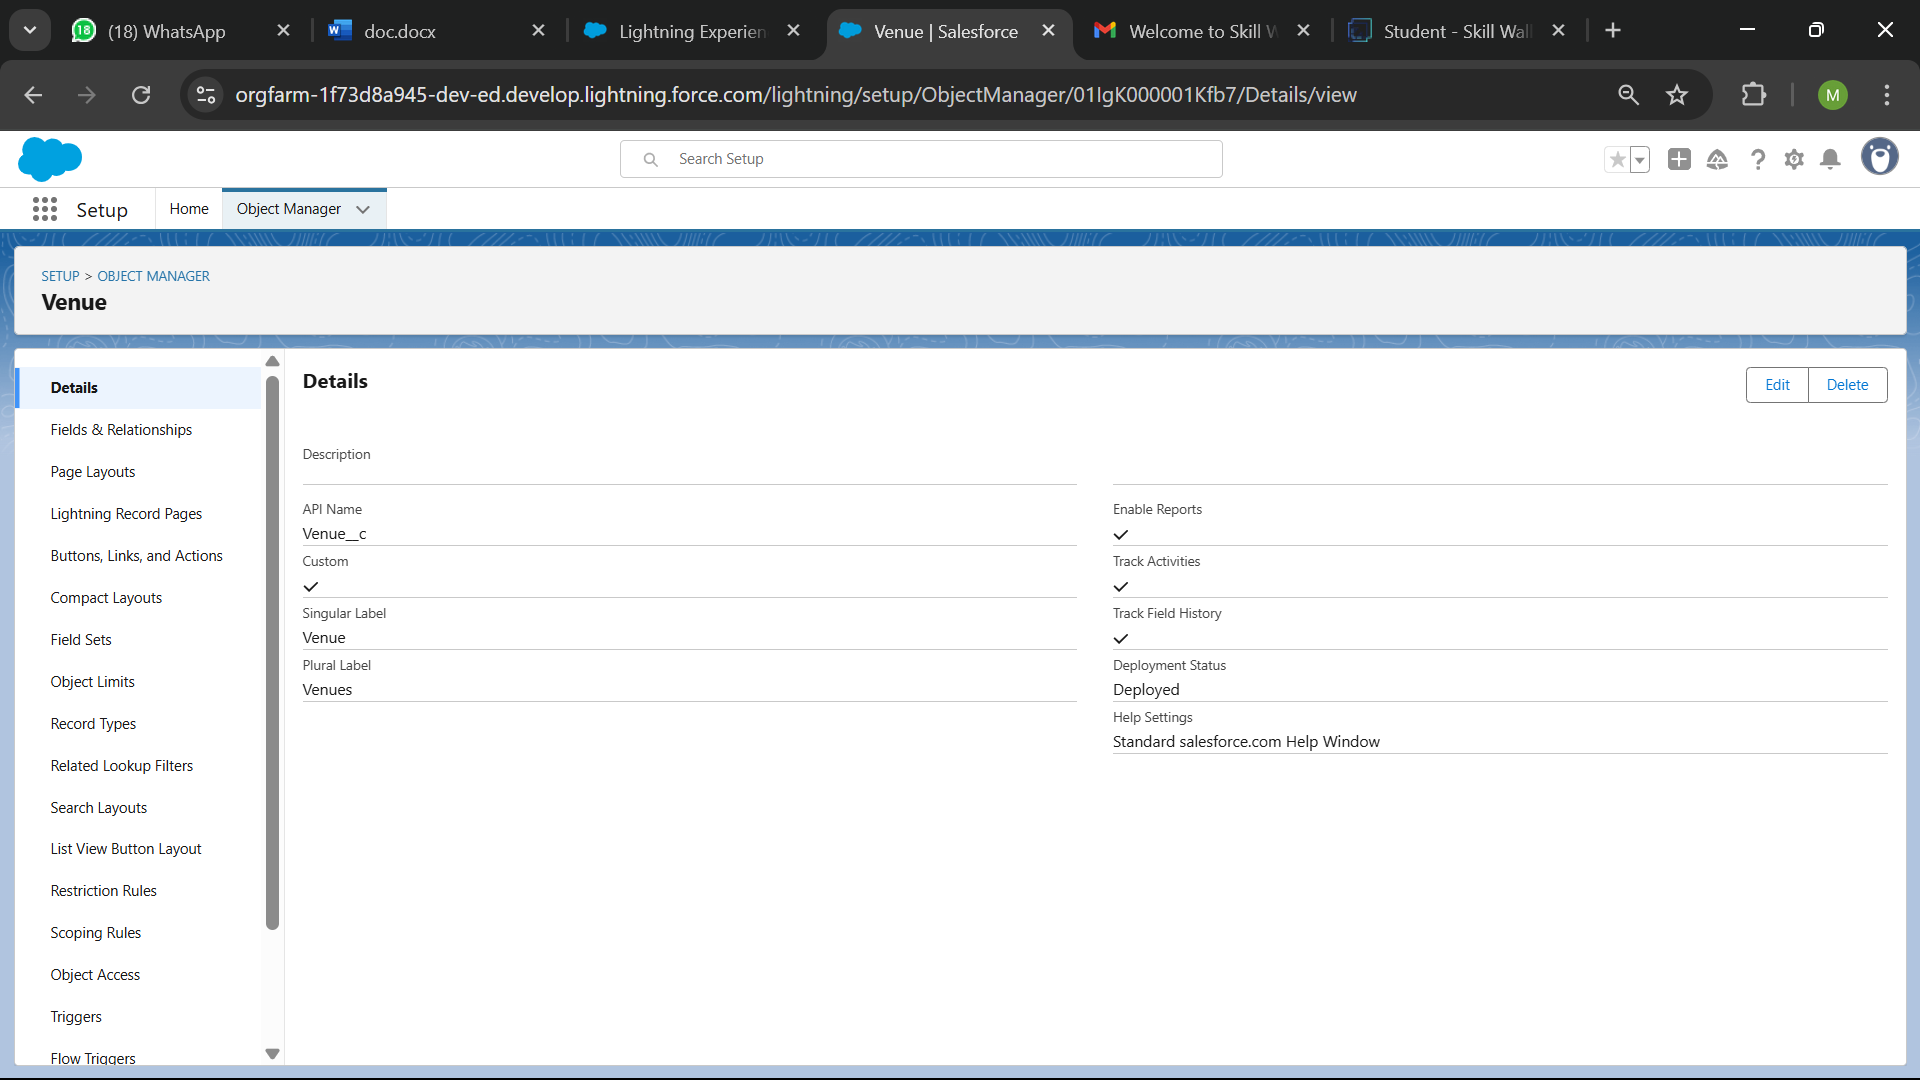 18
(18) WhatsApp
doc.docx
Lightning Experien
Venue | Salesforce
Welcome to Skill W
Student - Skill Wall
orgfarm-1f73d8a945-dev-ed.develop.lightning.force.com/lightning/setup/ObjectManager/01IgK000001Kfb7/Details/view
M
Search Setup
Setup
Home
Object Manager
SETUP > OBJECT MANAGER
Venue
Details
Fields & Relationships
Page Layouts
Lightning Record Pages
Buttons, Links, and Actions
Compact Layouts
Field Sets
Object Limits
Record Types
Related Lookup Filters
Search Layouts
List View Button Layout
Restriction Rules
Scoping Rules
Object Access
Triggers
Flow Triggers
Details
Edit
Delete
Description
API Name
Venue__c
Custom
Singular Label
Venue
Plural Label
Venues
Enable Reports
Track Activities
Track Field History
Deployment Status
Deployed
Help Settings
Standard salesforce.com Help Window